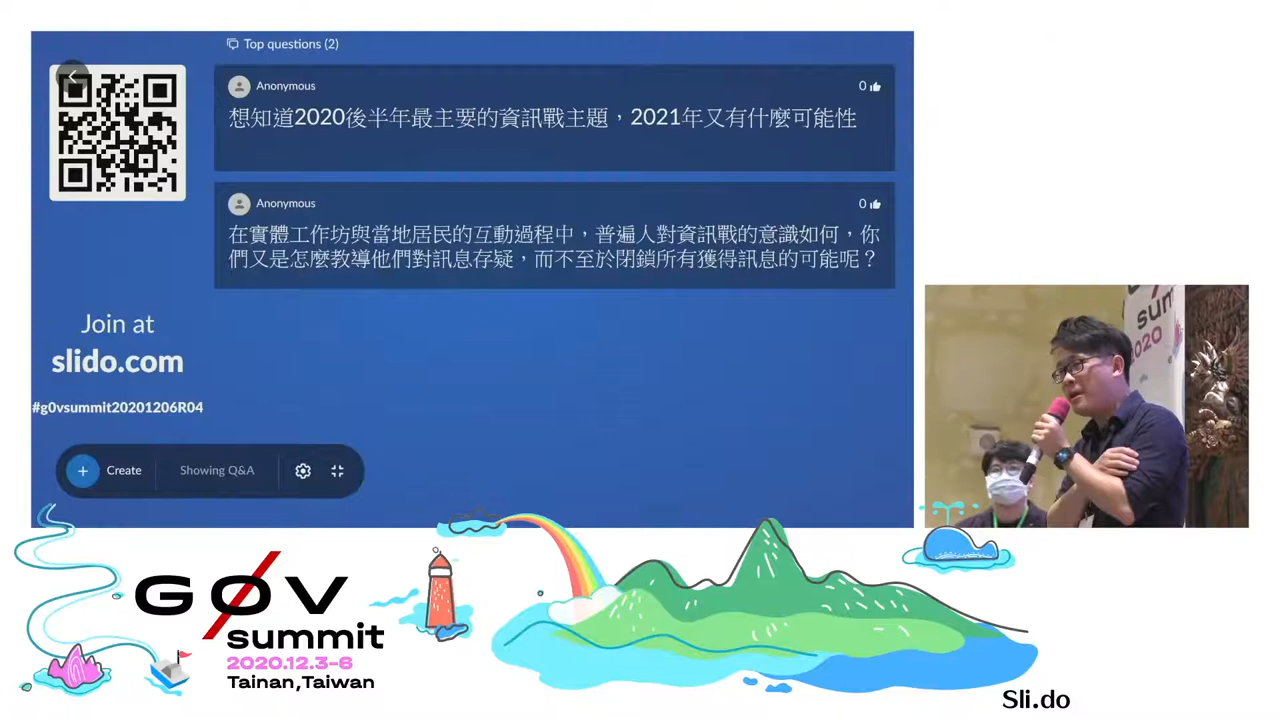 Top questions (2)
Anonymous
0
想知道2020後半年最主要的資訊戰主題，2021年又有什麼可能性
Anonymous
0
在實體工作坊與當地居民的互動過程中，普遍人對資訊戰的意識如何，你
們又是怎麼教導他們對訊息存疑，而不至於閉鎖所有獲得訊息的可能呢？
Join at
slido.com
#g0vsummit20201206R04
Create
Showing Q&A
sum
2020
G0V
summit
2020.12.3-6
Tainan,Taiwan
Sli.do